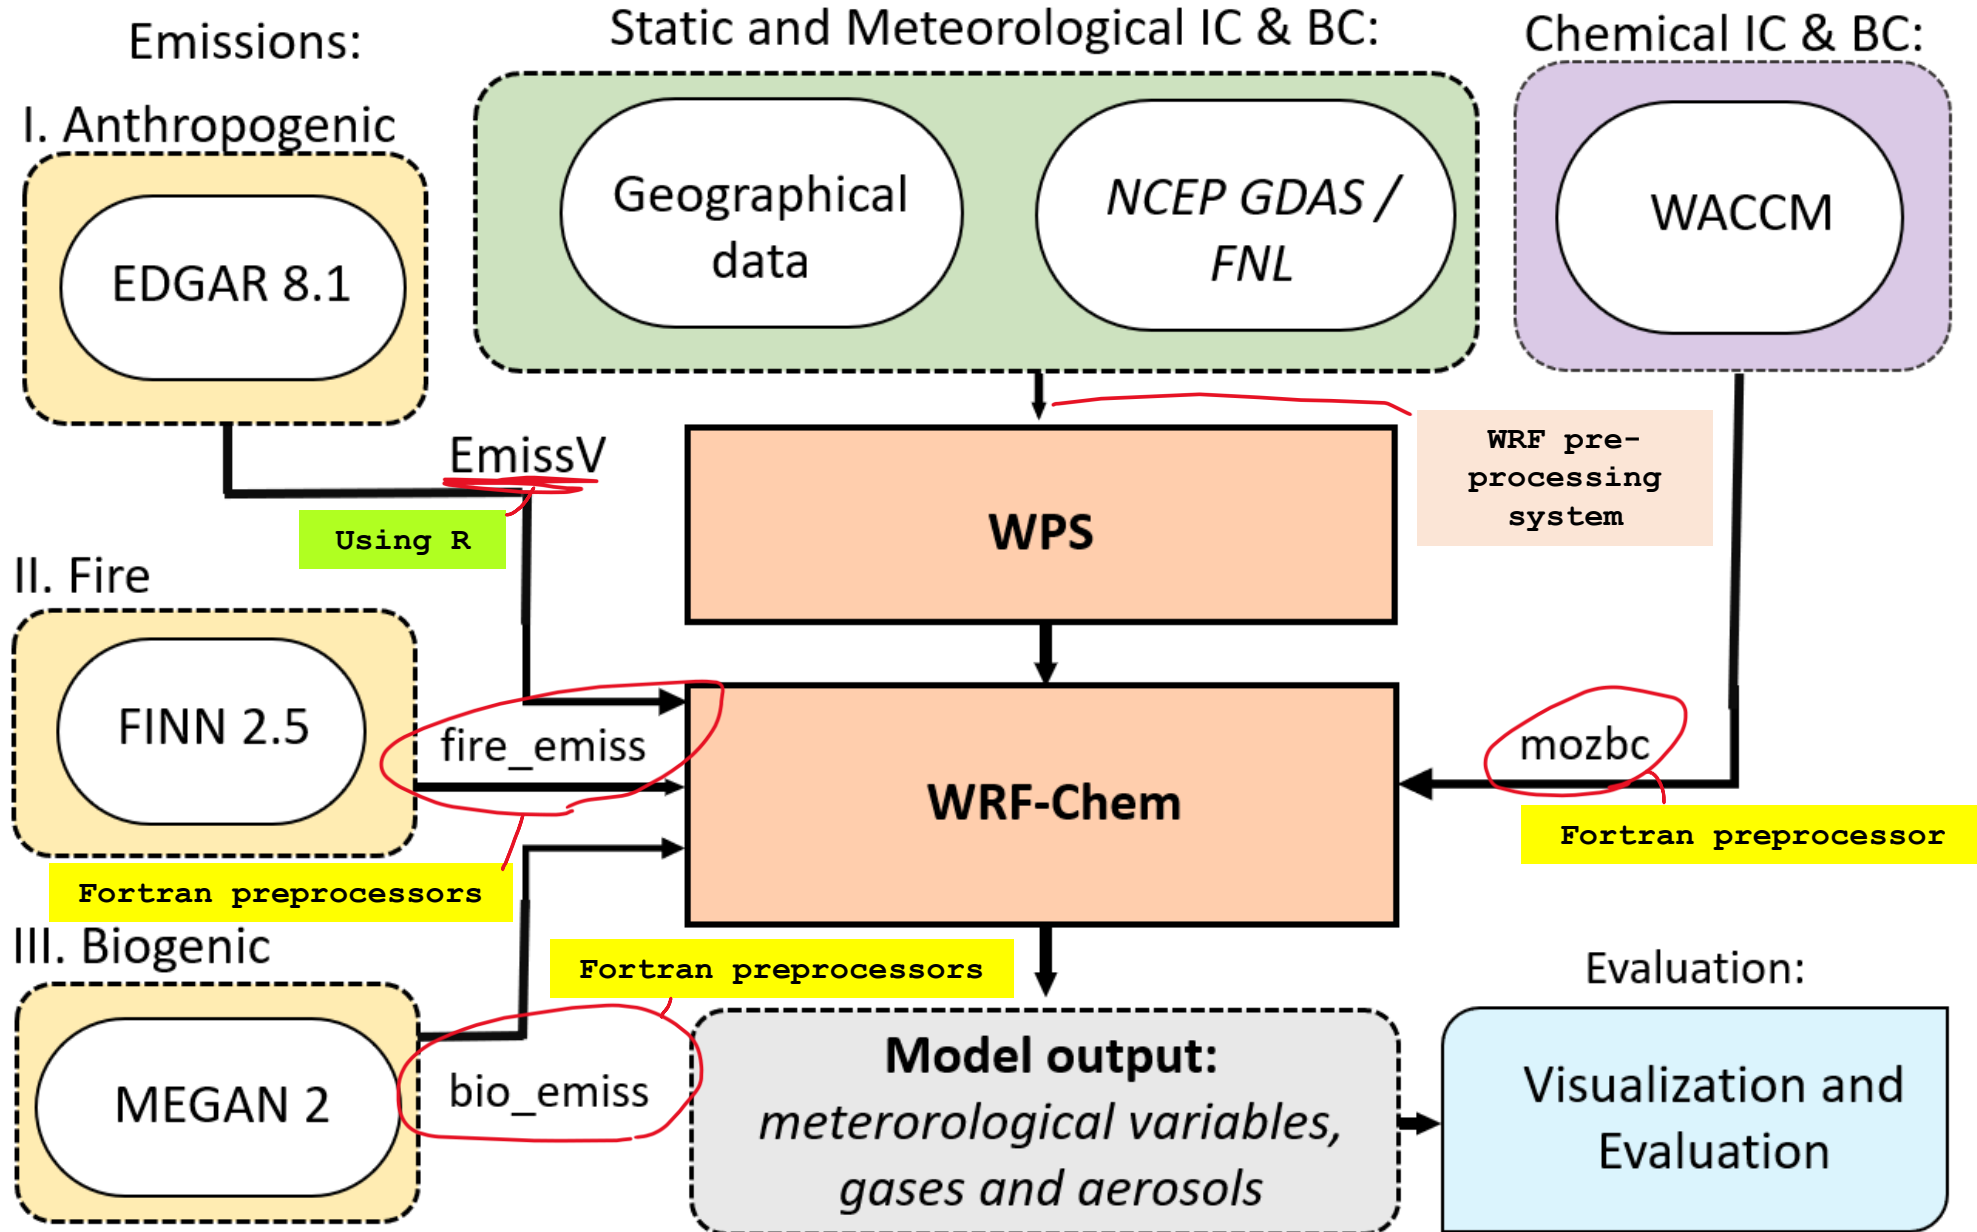 Emissions:
Static and Meteorological IC & BC:
Chemical IC & BC:
I. Anthropogenic
EDGAR 8.1
Geographical
data
NCEP GDAS /
FNL
WACCM
EmissV
Using R
WRF pre-
processing
system
WPS
II. Fire
FINN 2.5
fire_emiss
Fortran preprocessors
WRF-Chem
mozbc
Fortran preprocessor
III. Biogenic
MEGAN 2
bio_emiss
Fortran preprocessors
Model output:
meterorological variables,
gases and aerosols
Evaluation:
Visualization and
Evaluation